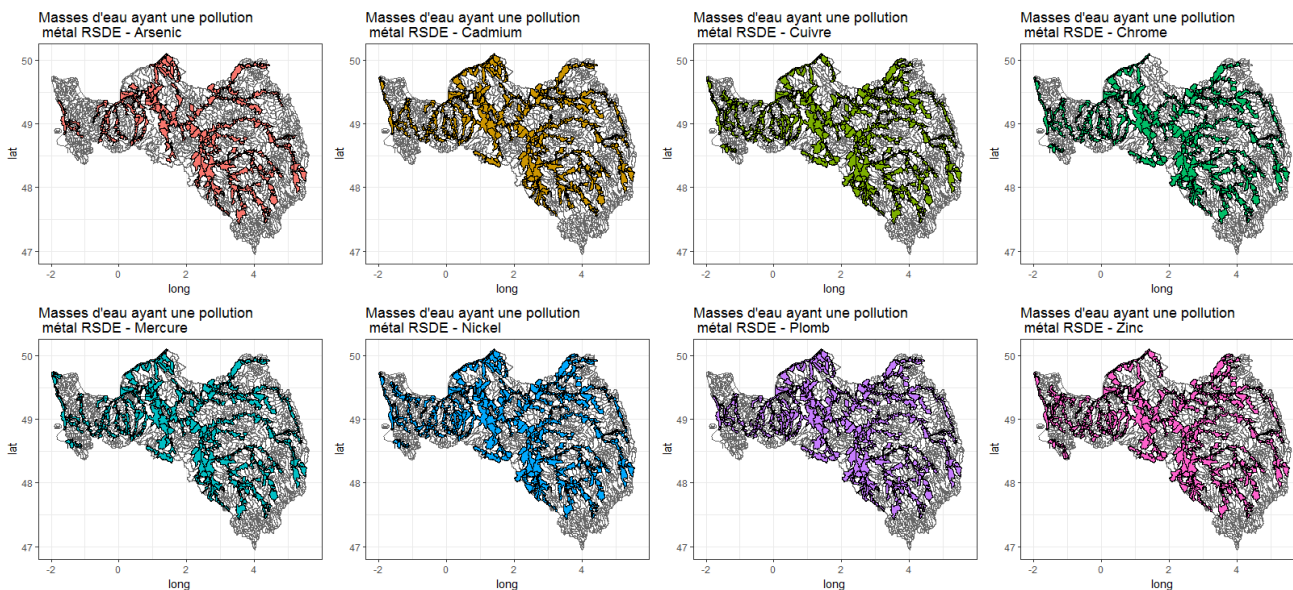 Masses d'eau ayant une pollution
métal RSDE - Arsenic
50
49
48
47
lat
-2 0 2 4
long
Masses d'eau ayant une pollution
métal RSDE - Cadmium
50
49
48
47
lat
-2 0 2 4
long
Masses d'eau ayant une pollution
métal RSDE - Cuivre
50
49
48
47
lat
-2 0 2 4
long
Masses d'eau ayant une pollution
métal RSDE - Chrome
50
49
48
47
lat
-2 0 2 4
long
Masses d'eau ayant une pollution
métal RSDE - Mercure
50
49
48
47
lat
-2 0 2 4
long
Masses d'eau ayant une pollution
métal RSDE - Nickel
50
49
48
47
lat
-2 0 2 4
long
Masses d'eau ayant une pollution
métal RSDE - Plomb
50
49
48
47
lat
-2 0 2 4
long
Masses d'eau ayant une pollution
métal RSDE - Zinc
50
49
48
47
lat
-2 0 2 4
long